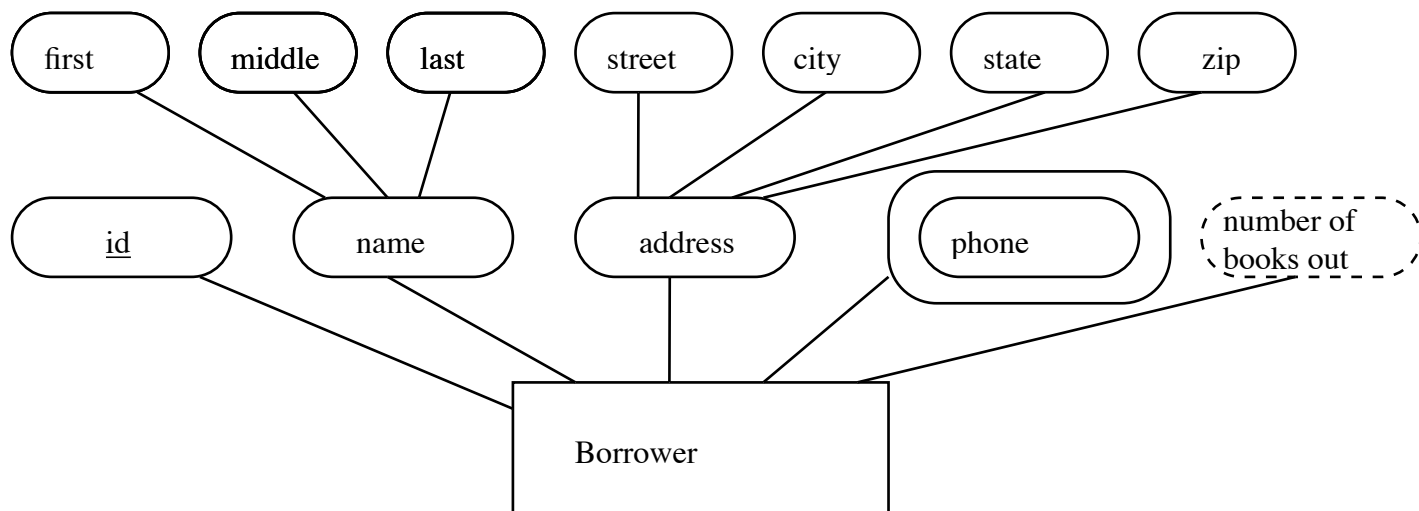 first
middle
last
street
city
state
zip
id
name
address
phone
number of
books out
Borrower